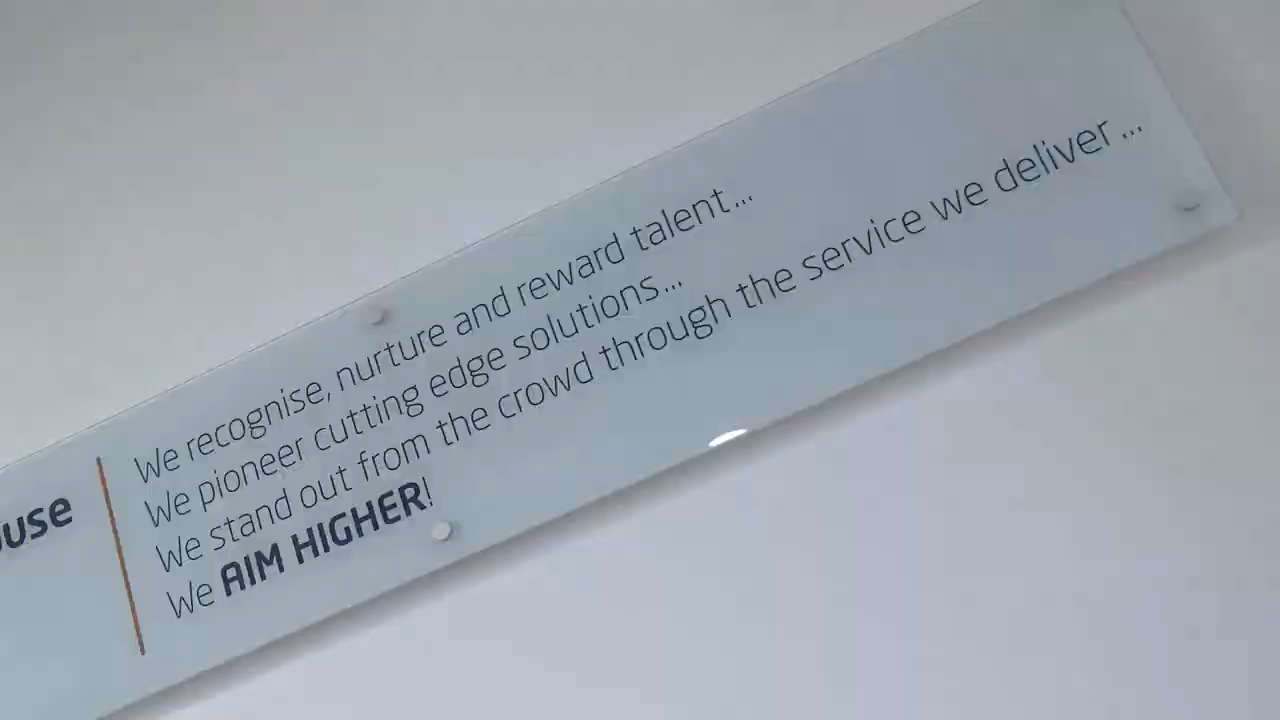 We recognise, nurture and reward talent...
We pioneer cutting edge solutions...
We stand out from the crowd through the service we deliver ...
We AIM HIGHER!